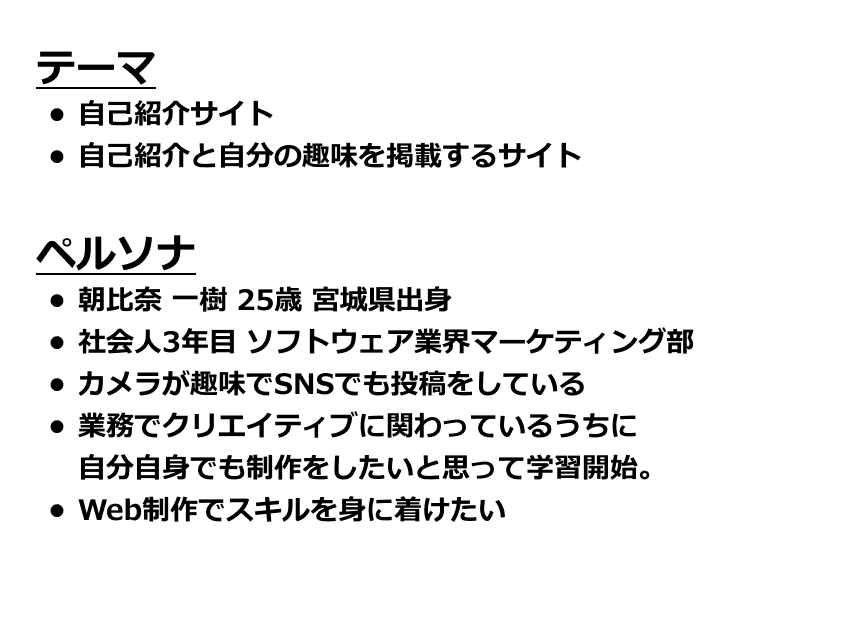 テーマ
● 自己紹介サイト
● 自己紹介と自分の趣味を掲載するサイト
ペルソナ
● 朝比奈 一樹 25歳 宮城県出身
● 社会人3年目 ソフトウェア業界マーケティング部
● カメラが趣味でSNSでも投稿をしている
● 業務でクリエイティブに関わっているうちに
自分自身でも制作をしたいと思って学習開始。
● Web制作でスキルを身に着けたい